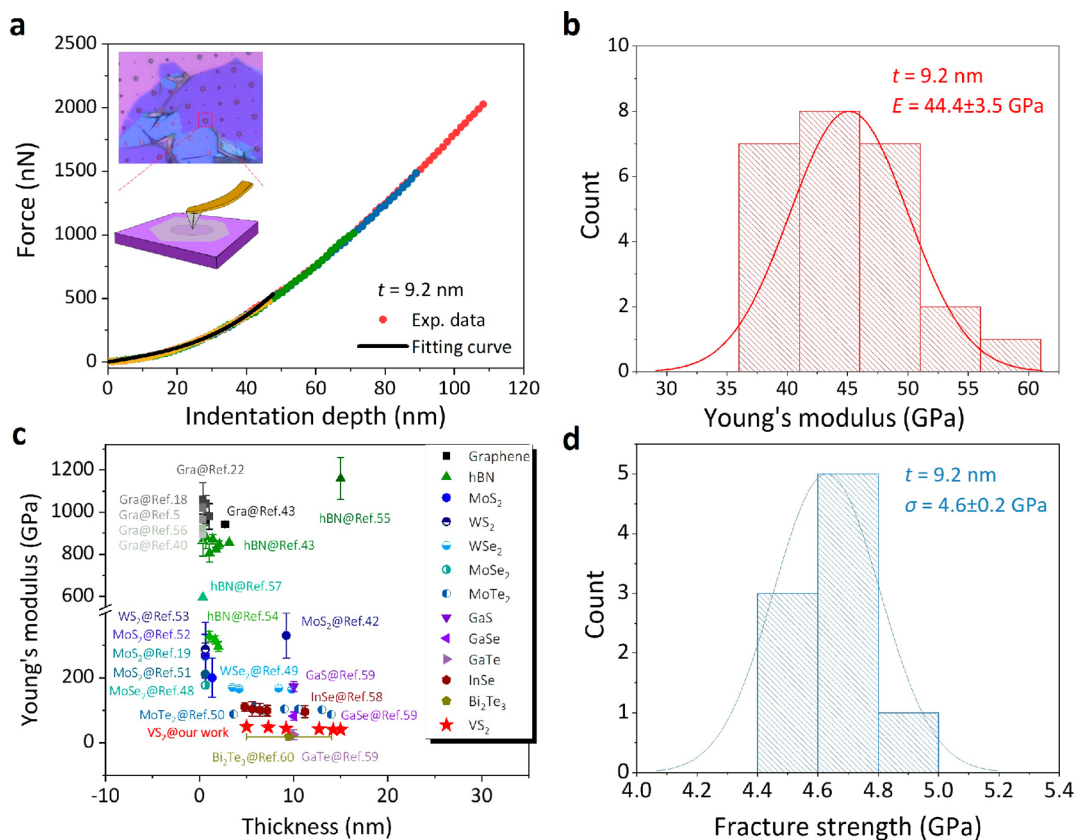 a
2500
2000
1500
1000
500
0
Force (nN)
0 20 40 60 80 100 120
Indentation depth (nm)
t = 9.2 nm
Exp. data
Fitting curve
b
10
8
6
4
2
0
Count
30 35 40 45 50 55 60
Young's modulus (GPa)
t = 9.2 nm
E = 44.4±3.5 GPa
c
1200
1000
800
600
200
0
Young's modulus (GPa)
-10 0 10 20 30
Thickness (nm)
Gra@Ref.22
Gra@Ref.18
Gra@Ref.5
Gra@Ref.56
Gra@Ref.40
Gra@Ref.43
hBN@Ref.55
hBN@Ref.43
hBN@Ref.57
WS2@Ref.53
hBN@Ref.54
MoS2@Ref.52
MoS2@Ref.42
MoS2@Ref.19
MoS2@Ref.51
WSe2@Ref.49
GaS@Ref.59
MoSe2@Ref.48
InSe@Ref.58
MoTe2@Ref.50
GaSe@Ref.59
VS2@our work
Bi2Te3@Ref.60
GaTe@Ref.59
Graphene
hBN
MoS2
WS2
WSe2
MoSe2
MoTe2
GaS
GaSe
GaTe
InSe
Bi2Te3
VS2
d
5
4
3
2
1
0
Count
4.0 4.2 4.4 4.6 4.8 5.0 5.2 5.4
Fracture strength (GPa)
t = 9.2 nm
σ = 4.6±0.2 GPa